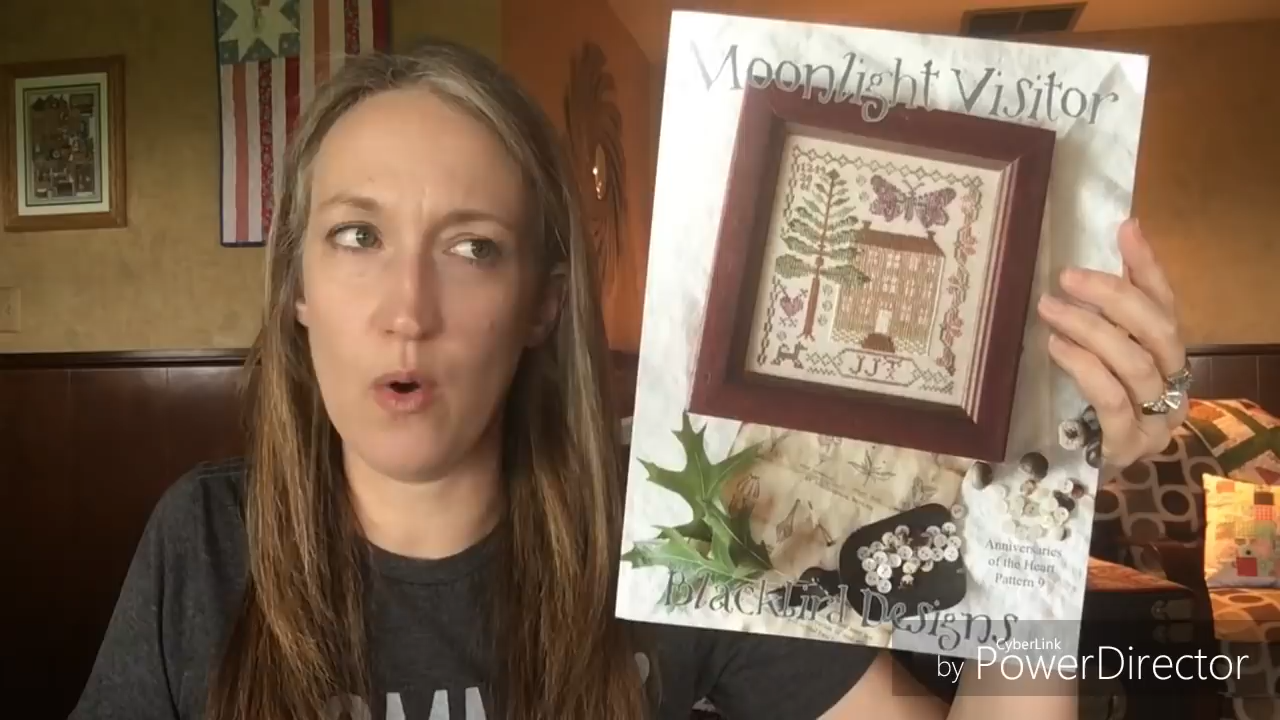 Moonlight Visitor
JJT
Anniversaries
of the Heart
Pattern 9
Blackbird Designs
CyberLink
by PowerDirector